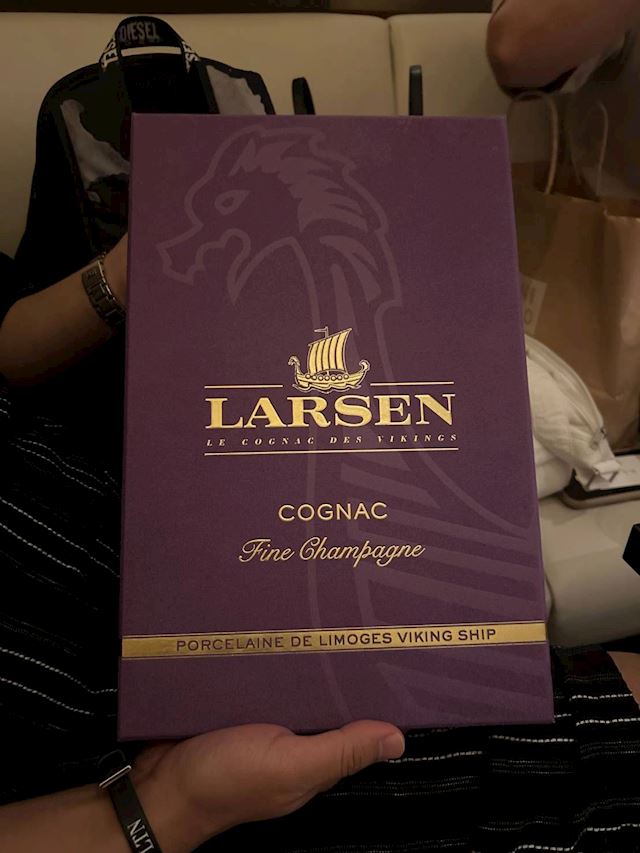 DIESEL
LARSEN
LE COGNAC DES VIKINGS
COGNAC
Fine Champagne
PORCELAINE DE LIMOGES VIKING SHIP